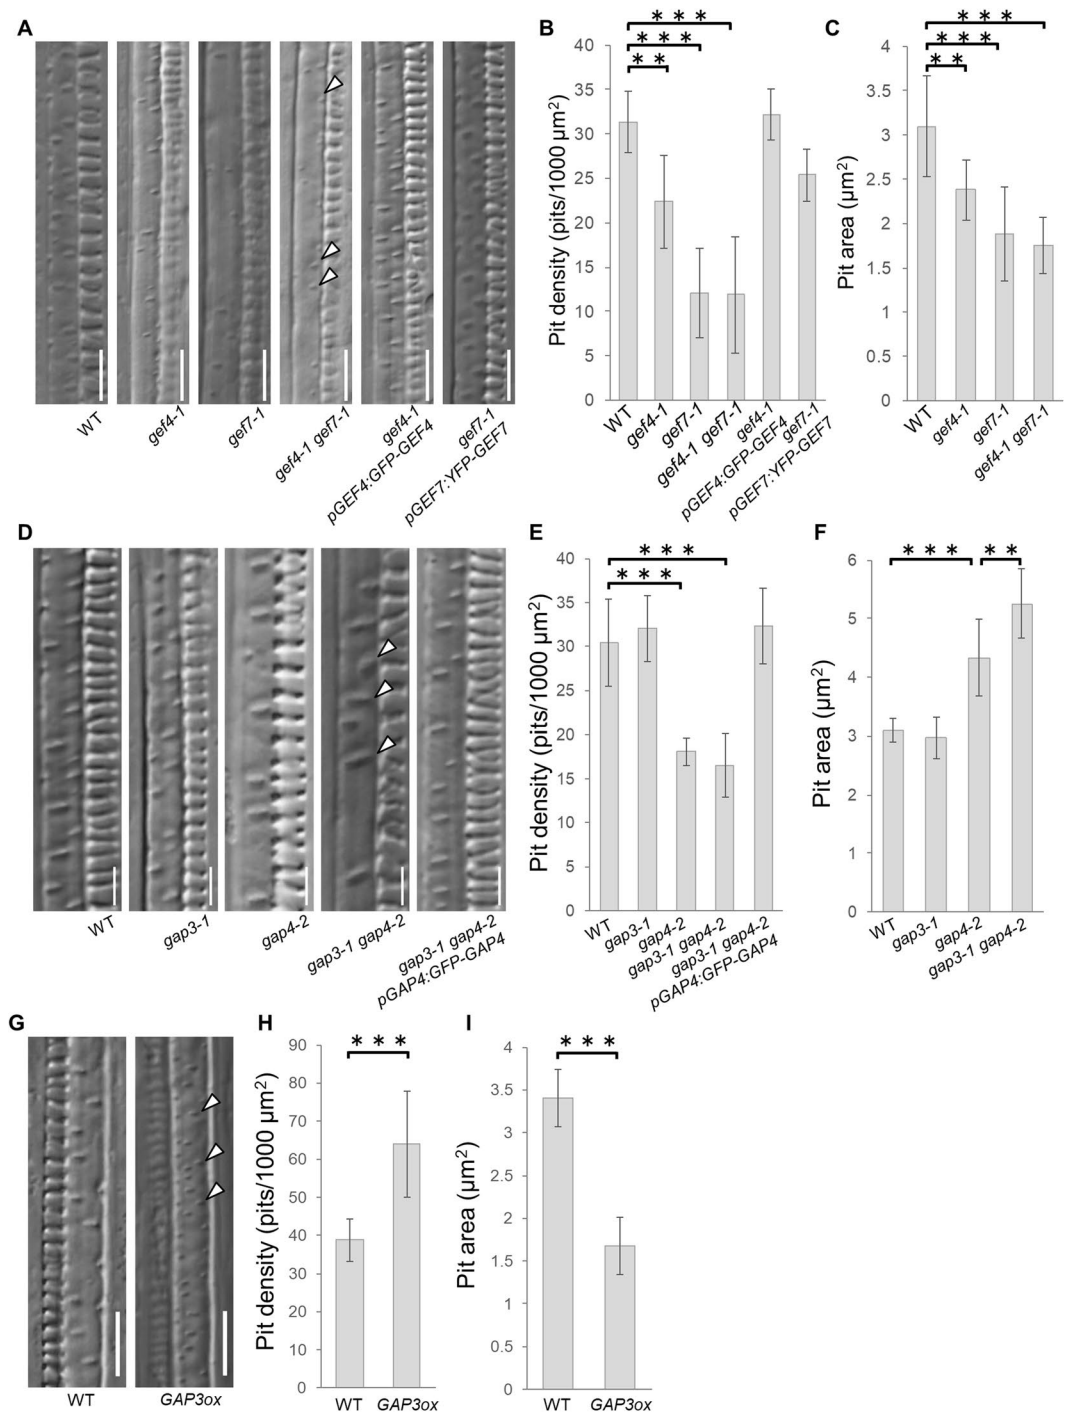 A
WT
gef4-1
gef7-1
gef4-1 gef7-1
gef4-1
pGEF4:GFP-GEF4
gef7-1
pGEF7:YFP-GEF7
B
Pit density (pits/1000 µm²)
40
35
30
25
20
15
10
5
0
* * *
* * *
* *
WT
gef4-1
gef7-1
gef4-1 gef7-1
gef4-1
pGEF4:GFP-GEF4
gef7-1
pGEF7:YFP-GEF7
C
Pit area (µm²)
4
3.5
3
2.5
2
1.5
1
0.5
0
* * *
* * *
* *
WT
gef4-1
gef7-1
gef4-1 gef7-1
D
WT
gap3-1
gap4-2
gap3-1 gap4-2
gap3-1 gap4-2
pGAP4:GFP-GAP4
E
Pit density (pits/1000 µm²)
40
35
30
25
20
15
10
5
0
* * *
* * *
WT
gap3-1
gap4-2
gap3-1 gap4-2
gap3-1 gap4-2
pGAP4:GFP-GAP4
F
Pit area (µm²)
6
5
4
3
2
1
0
* * *
* *
WT
gap3-1
gap4-2
gap3-1 gap4-2
G
WT
GAP3ox
H
Pit density (pits/1000 µm²)
90
80
70
60
50
40
30
20
10
0
* * *
WT
GAP3ox
I
Pit area (µm²)
4
3.5
3
2.5
2
1.5
1
0.5
0
* * *
WT
GAP3ox